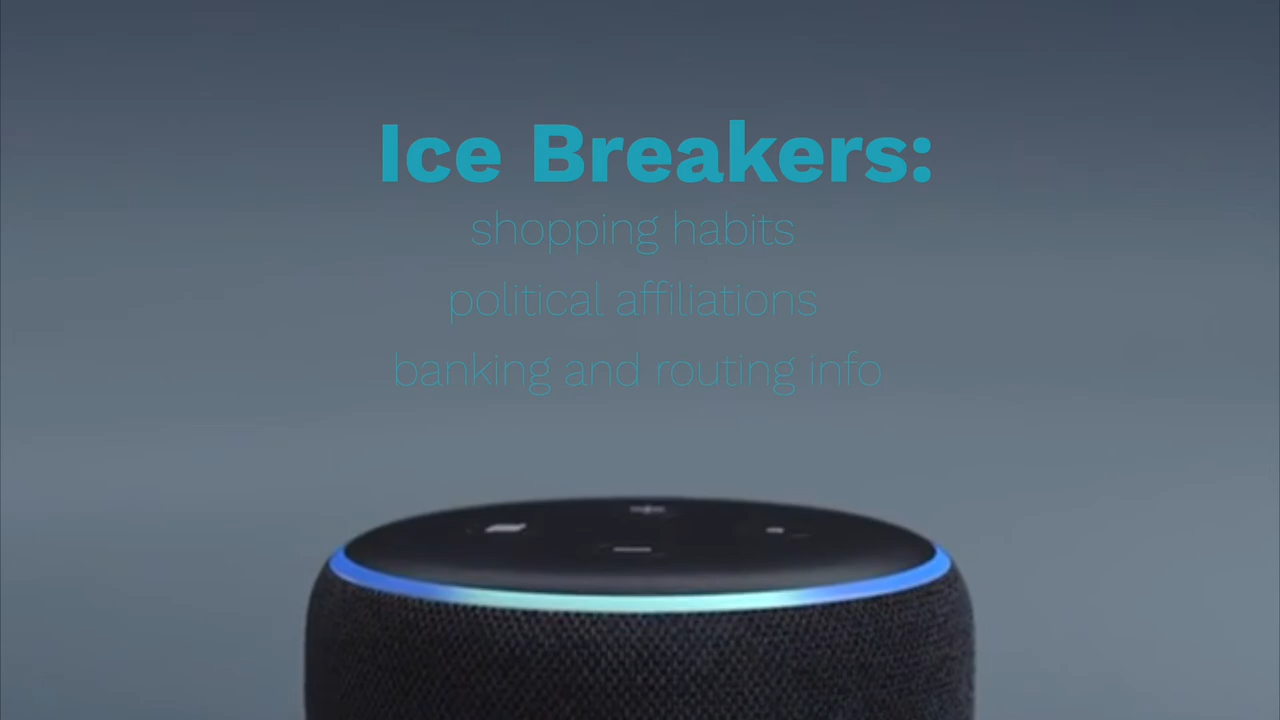 Ice Breakers:
shopping habits
political affiliations
banking and routing info